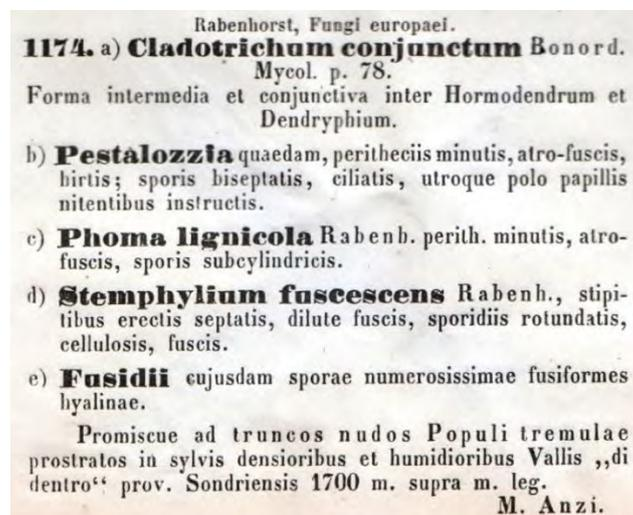 Rabenhorst, Fungi europaei.
1174. a) Cladotrichum conjunctum Bonord.
Mycol. p. 78.
Forma intermedia et conjunctiva inter Hormodendrum et
Dendryphium.
b) Pestalozzia quaedam, peritheciis minutis, atro-fuscis,
hirtis; sporis biseptatis, ciliatis, utroque polo papillis
nitentibus instructis.
c) Phoma lignicola Rabenh. perith. minutis, atro-
fuscis, sporis subcylindricis.
d) Stemphylium fuscescens Rabenh., stipi-
tibus erectis septatis, dilute fuscis, sporidiis rotundatis,
cellulosis, fuscis.
e) Fusidii cujusdam sporae numerosissimae fusiformes
hyalinae.
Promiscue ad truncos nudos Populi tremulae
prostratos in sylvis densioribus et humidioribus Vallis „di
dentro“ prov. Sondriensis 1700 m. supra m. leg.
M. Anzi.